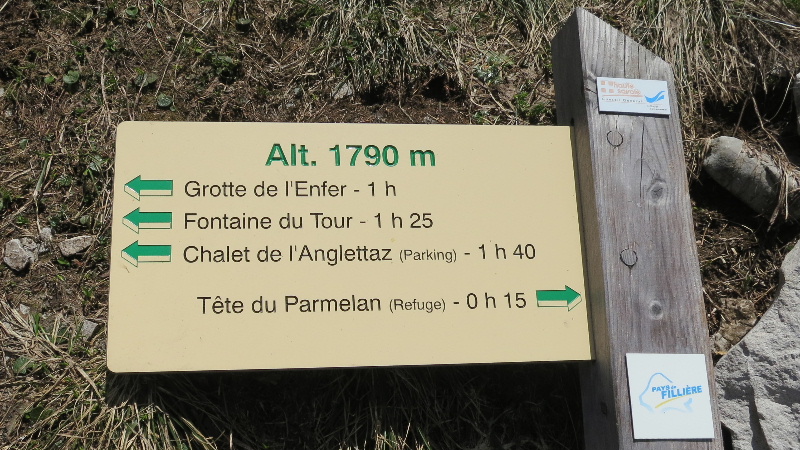 Alt. 1790 m
Grotte de l'Enfer - 1 h
Fontaine du Tour - 1 h 25
Chalet de l'Anglettaz (Parking) - 1 h 40
Tête du Parmelan (Refuge) - 0 h 15
PAYS de
FILLIÈRE